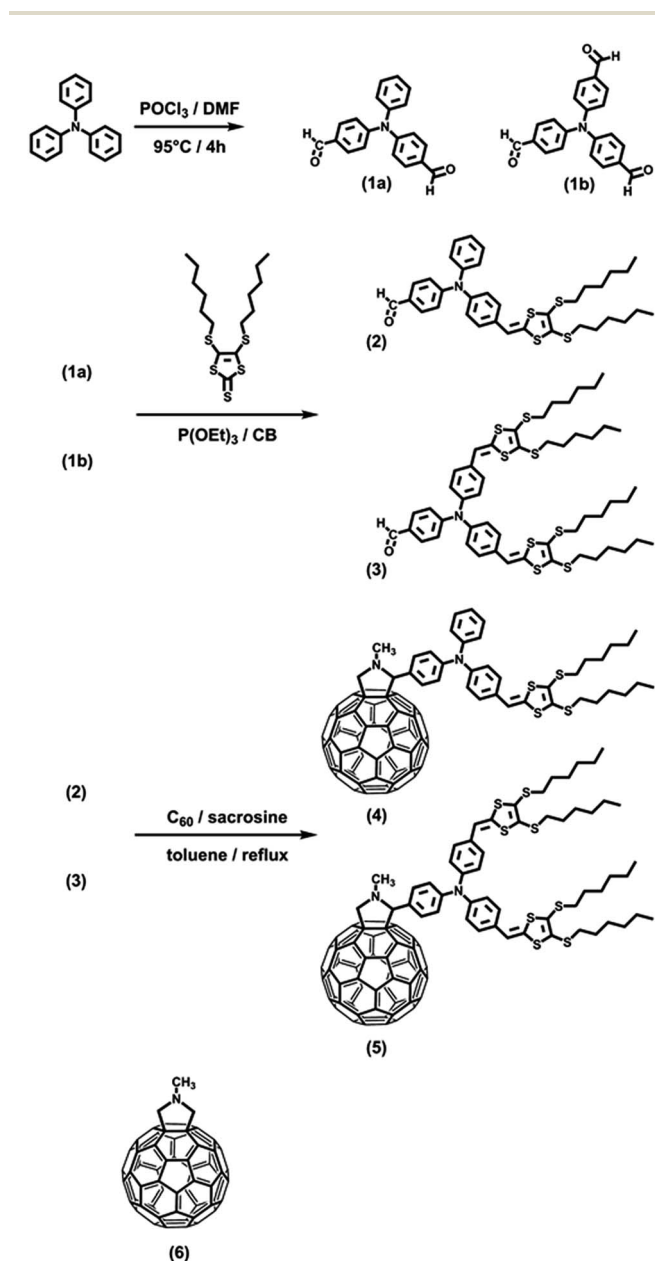 POCl3 / DMF
95°C / 4h
N
H
C
O
N
C
O
H
(1a)
H
C
O
N
H
C
O
C
O
H
(1b)
(1a)
(1b)
S
S
S
S
S
P(OEt)3 / CB
H
C
O
N
S
S
S
S
(2)
S
S
S
S
H
C
O
N
S
S
S
S
(3)
(2)
(3)
C60 / sacrosine
toluene / reflux
CH3
N
N
S
S
S
S
(4)
S
S
S
S
CH3
N
N
S
S
S
S
(5)
CH3
N
(6)